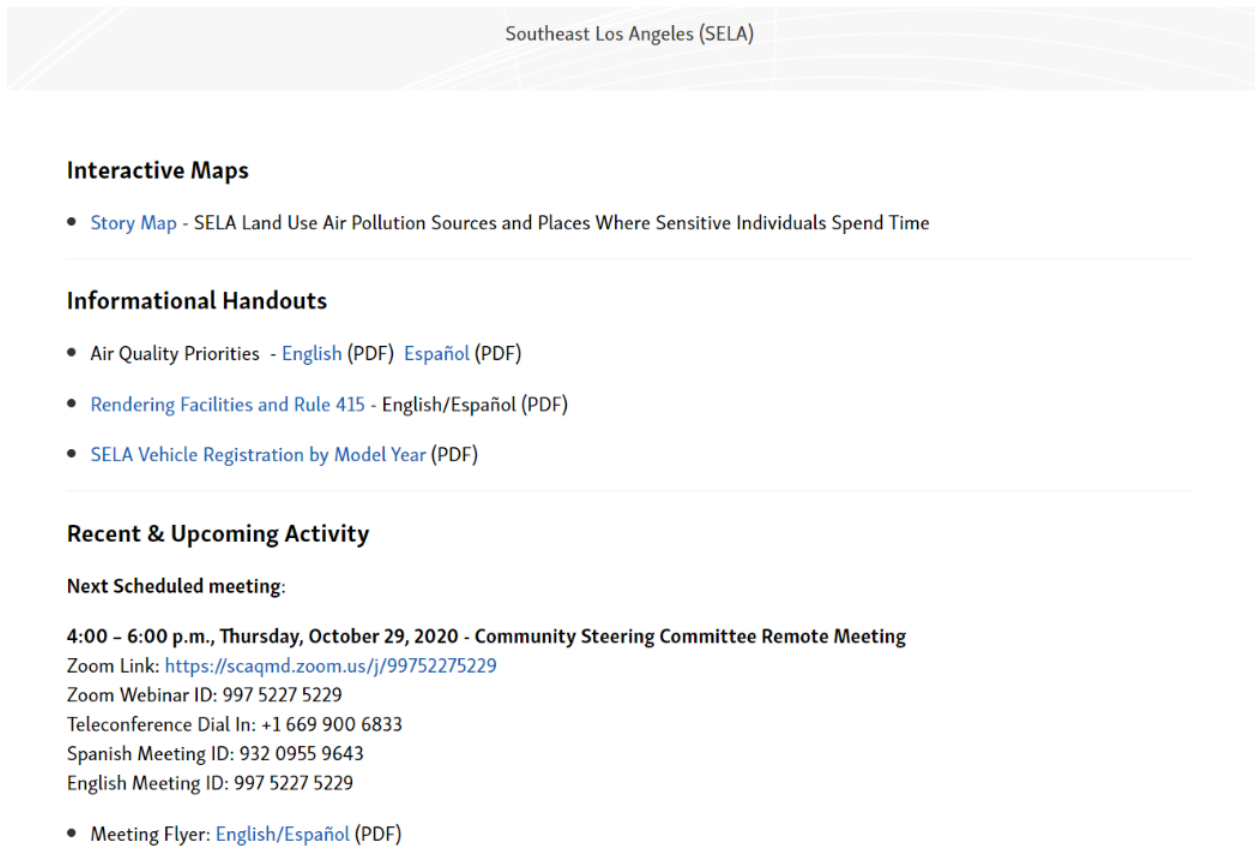 Southeast Los Angeles (SELA)
Interactive Maps
Story Map - SELA Land Use Air Pollution Sources and Places Where Sensitive Individuals Spend Time
Informational Handouts
Air Quality Priorities - English (PDF) Español (PDF)
Rendering Facilities and Rule 415 - English/Español (PDF)
SELA Vehicle Registration by Model Year (PDF)
Recent & Upcoming Activity
Next Scheduled meeting:
4:00 – 6:00 p.m., Thursday, October 29, 2020 - Community Steering Committee Remote Meeting
Zoom Link: https://scaqmd.zoom.us/j/99752275229
Zoom Webinar ID: 997 5227 5229
Teleconference Dial In: +1 669 900 6833
Spanish Meeting ID: 932 0955 9643
English Meeting ID: 997 5227 5229
Meeting Flyer: English/Español (PDF)